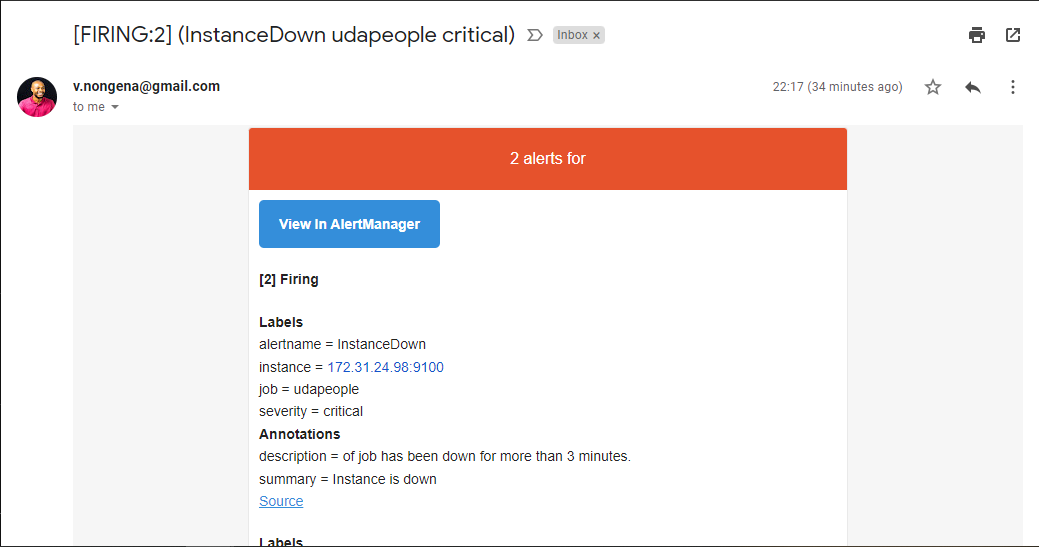 [FIRING:2] (InstanceDown udapeople critical) Inbox ×
v.nongena@gmail.com 22:17 (34 minutes ago)
to me
2 alerts for
View In AlertManager
[2] Firing
Labels
alertname = InstanceDown
instance = 172.31.24.98:9100
job = udapeople
severity = critical
Annotations
description = of job has been down for more than 3 minutes.
summary = Instance is down
Source
Labels